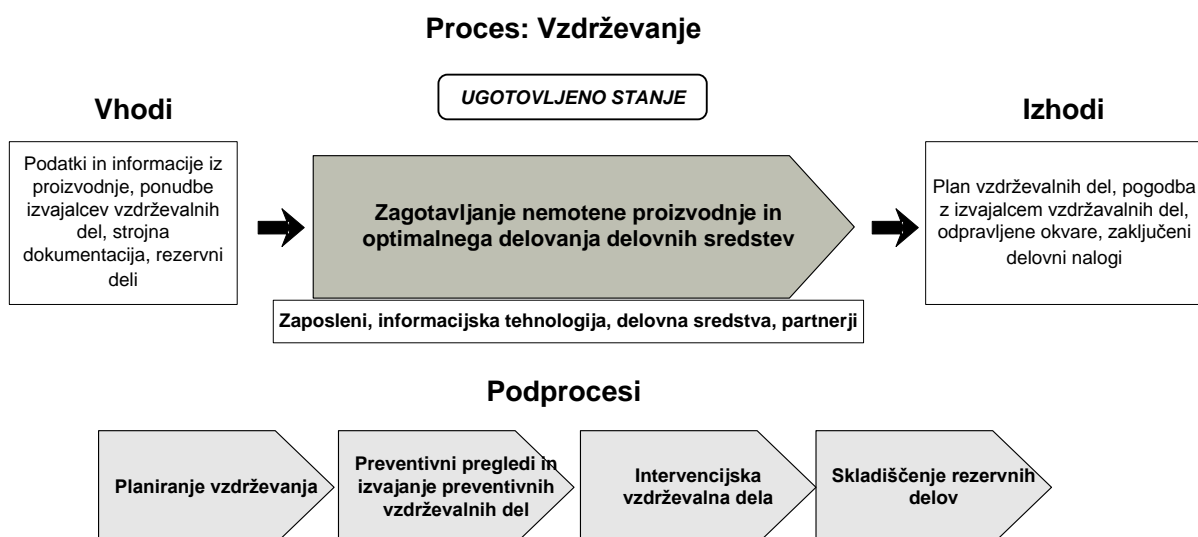 Proces: Vzdrževanje
UGOTOVLJENO STANJE
Vhodi
Izhodi
Podatki in informacije iz
proizvodnje, ponudbe
izvajalcev vzdrževalnih
del, strojna
dokumentacija, rezervni
deli
Zagotavljanje nemotene proizvodnje in
optimalnega delovanja delovnih sredstev
Plan vzdrževalnih del, pogodba
z izvajalcem vzdržavalnih del,
odpravljene okvare, zaključeni
delovni nalogi
Zaposleni, informacijska tehnologija, delovna sredstva, partnerji
Podprocesi
Planiranje vzdrževanja
Preventivni pregledi in
izvajanje preventivnih
vzdrževalnih del
Intervencijska
vzdrževalna dela
Skladiščenje rezervnih
delov